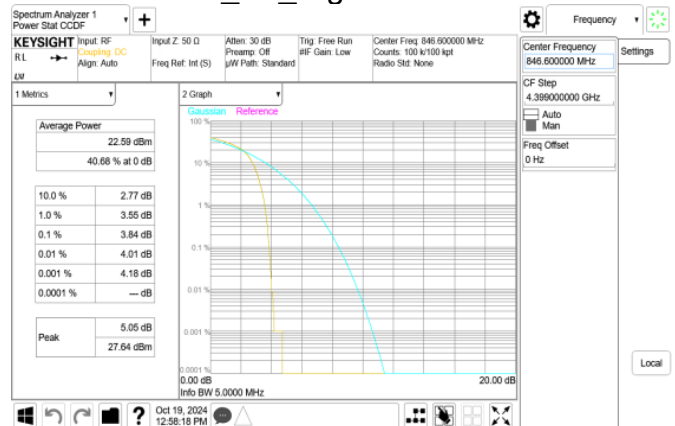 Spectrum Analyzer 1
Power Stat CCDF
Frequency
KEYSIGHT
RL
Input: RF
Coupling: DC
Align: Auto
Input Z: 50 Ω
Freq Ref: Int (S)
Atten: 30 dB
Preamp: Off
µW Path: Standard
Trig: Free Run
#IF Gain: Low
Center Freq: 846.600000 MHz
Counts: 100 k/100 kpt
Radio Std: None
Center Frequency
846.600000 MHz
Settings
CF Step
4.399000000 GHz
Auto
Man
Freq Offset
0 Hz
1 Metrics
Average Power
22.59 dBm
40.68 % at 0 dB
10.0 % 2.77 dB
1.0 % 3.55 dB
0.1 % 3.84 dB
0.01 % 4.01 dB
0.001 % 4.18 dB
0.0001 % --- dB
Peak
5.05 dB
27.64 dBm
2 Graph
Gaussian Reference
100 %
10 %
1 %
0.1 %
0.01 %
0.001 %
0.0001 %
0.00 dB
20.00 dB
Info BW 5.0000 MHz
Local
?
Oct 19, 2024
12:58:18 PM